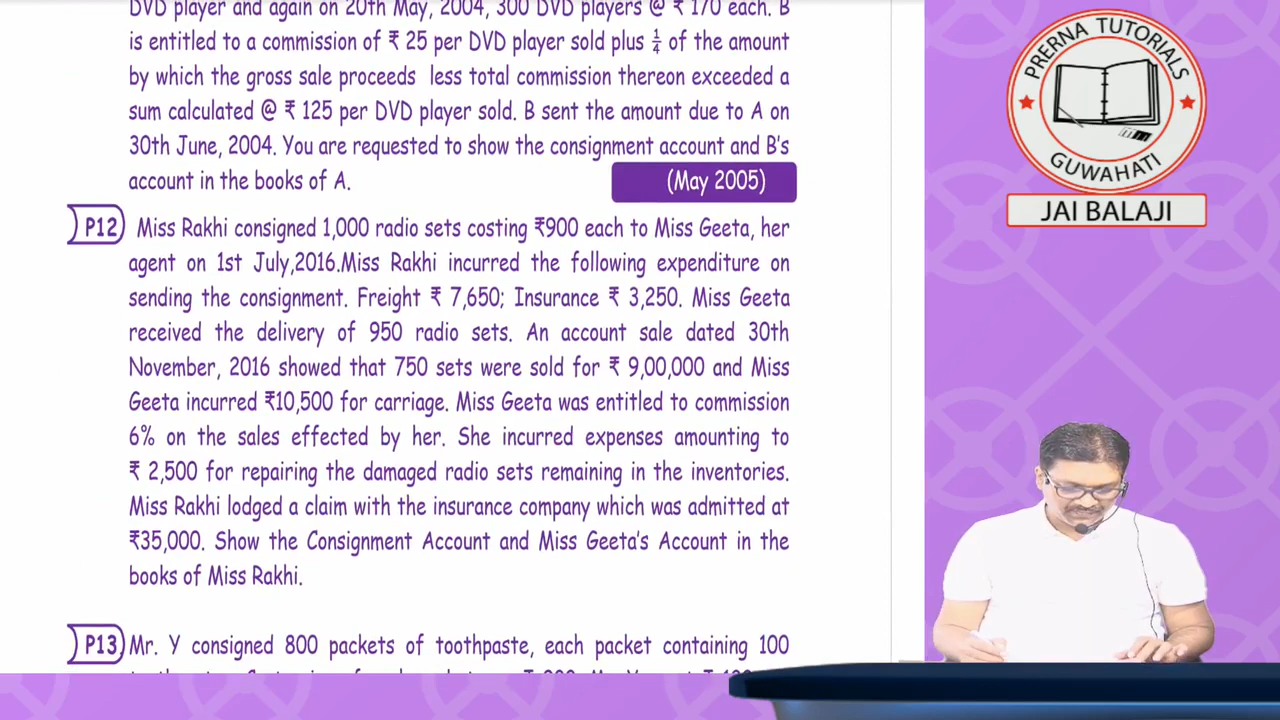 DVD player and again on 20th May, 2004, 300 DVD players @ ₹ 170 each. B
is entitled to a commission of ₹ 25 per DVD player sold plus 1/4 of the amount
by which the gross sale proceeds less total commission thereon exceeded a
sum calculated @ ₹ 125 per DVD player sold. B sent the amount due to A on
30th June, 2004. You are requested to show the consignment account and B's
account in the books of A.
(May 2005)
P12 Miss Rakhi consigned 1,000 radio sets costing ₹900 each to Miss Geeta, her
agent on 1st July,2016.Miss Rakhi incurred the following expenditure on
sending the consignment. Freight ₹ 7,650; Insurance ₹ 3,250. Miss Geeta
received the delivery of 950 radio sets. An account sale dated 30th
November, 2016 showed that 750 sets were sold for ₹ 9,00,000 and Miss
Geeta incurred ₹10,500 for carriage. Miss Geeta was entitled to commission
6% on the sales effected by her. She incurred expenses amounting to
₹ 2,500 for repairing the damaged radio sets remaining in the inventories.
Miss Rakhi lodged a claim with the insurance company which was admitted at
₹35,000. Show the Consignment Account and Miss Geeta's Account in the
books of Miss Rakhi.
P13 Mr. Y consigned 800 packets of toothpaste, each packet containing 100
PRERNA TUTORIALS
GUWAHATI
JAI BALAJI